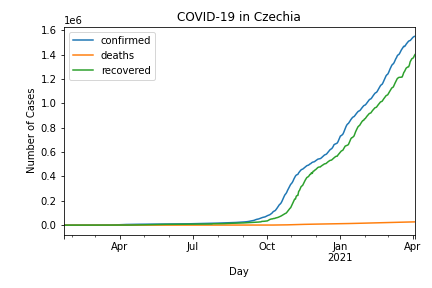 COVID-19 in Czechia
1e6
confirmed
deaths
recovered
Number of Cases
1.6
1.4
1.2
1.0
0.8
0.6
0.4
0.2
0.0
Apr Jul Oct Jan Apr
2021
Day